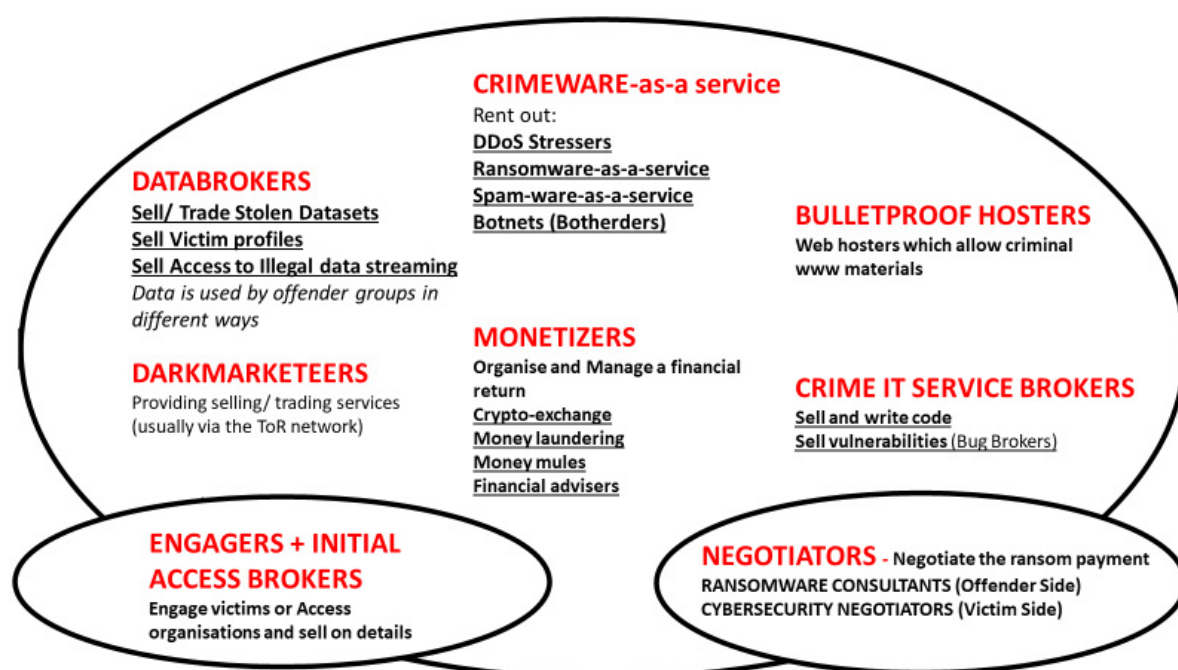 CRIMEWARE-as-a service
Rent out:
DDoS Stressers
Ransomware-as-a-service
Spam-ware-as-a-service
Botnets (Botherders)
DATABROKERS
Sell/ Trade Stolen Datasets
Sell Victim profiles
Sell Access to Illegal data streaming
Data is used by offender groups in
different ways
BULLETPROOF HOSTERS
Web hosters which allow criminal
www materials
MONETIZERS
Organise and Manage a financial
return
Crypto-exchange
Money laundering
Money mules
Financial advisers
DARKMARKETEERS
Providing selling/ trading services
(usually via the ToR network)
CRIME IT SERVICE BROKERS
Sell and write code
Sell vulnerabilities (Bug Brokers)
ENGAGERS + INITIAL
ACCESS BROKERS
Engage victims or Access
organisations and sell on details
NEGOTIATORS - Negotiate the ransom payment
RANSOMWARE CONSULTANTS (Offender Side)
CYBERSECURITY NEGOTIATORS (Victim Side)